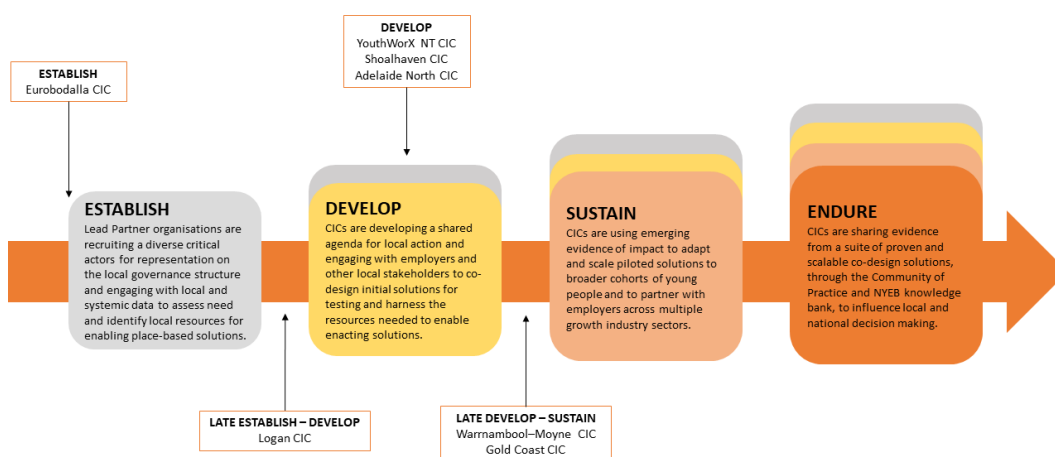 DEVELOP
YouthWorX NT CIC
Shoalhaven CIC
Adelaide North CIC
ESTABLISH
Eurobodalla CIC
ESTABLISH
Lead Partner organisations are
recruiting a diverse critical
actors for representation on
the local governance structure
and engaging with local and
systemic data to assess need
and identify local resources for
enabling place-based solutions.
DEVELOP
CICs are developing a shared
agenda for local action and
engaging with employers and
other local stakeholders to co-
design initial solutions for
testing and harness the
resources needed to enable
enacting solutions.
SUSTAIN
CICs are using emerging
evidence of impact to adapt
and scale piloted solutions to
broader cohorts of young
people and to partner with
employers across multiple
growth industry sectors.
ENDURE
CICs are sharing evidence
from a suite of proven and
scalable co-design solutions,
through the Community of
Practice and NYEB knowledge
bank, to influence local and
national decision making.
LATE ESTABLISH – DEVELOP
Logan CIC
LATE DEVELOP – SUSTAIN
Warrnambool–Moyne CIC
Gold Coast CIC